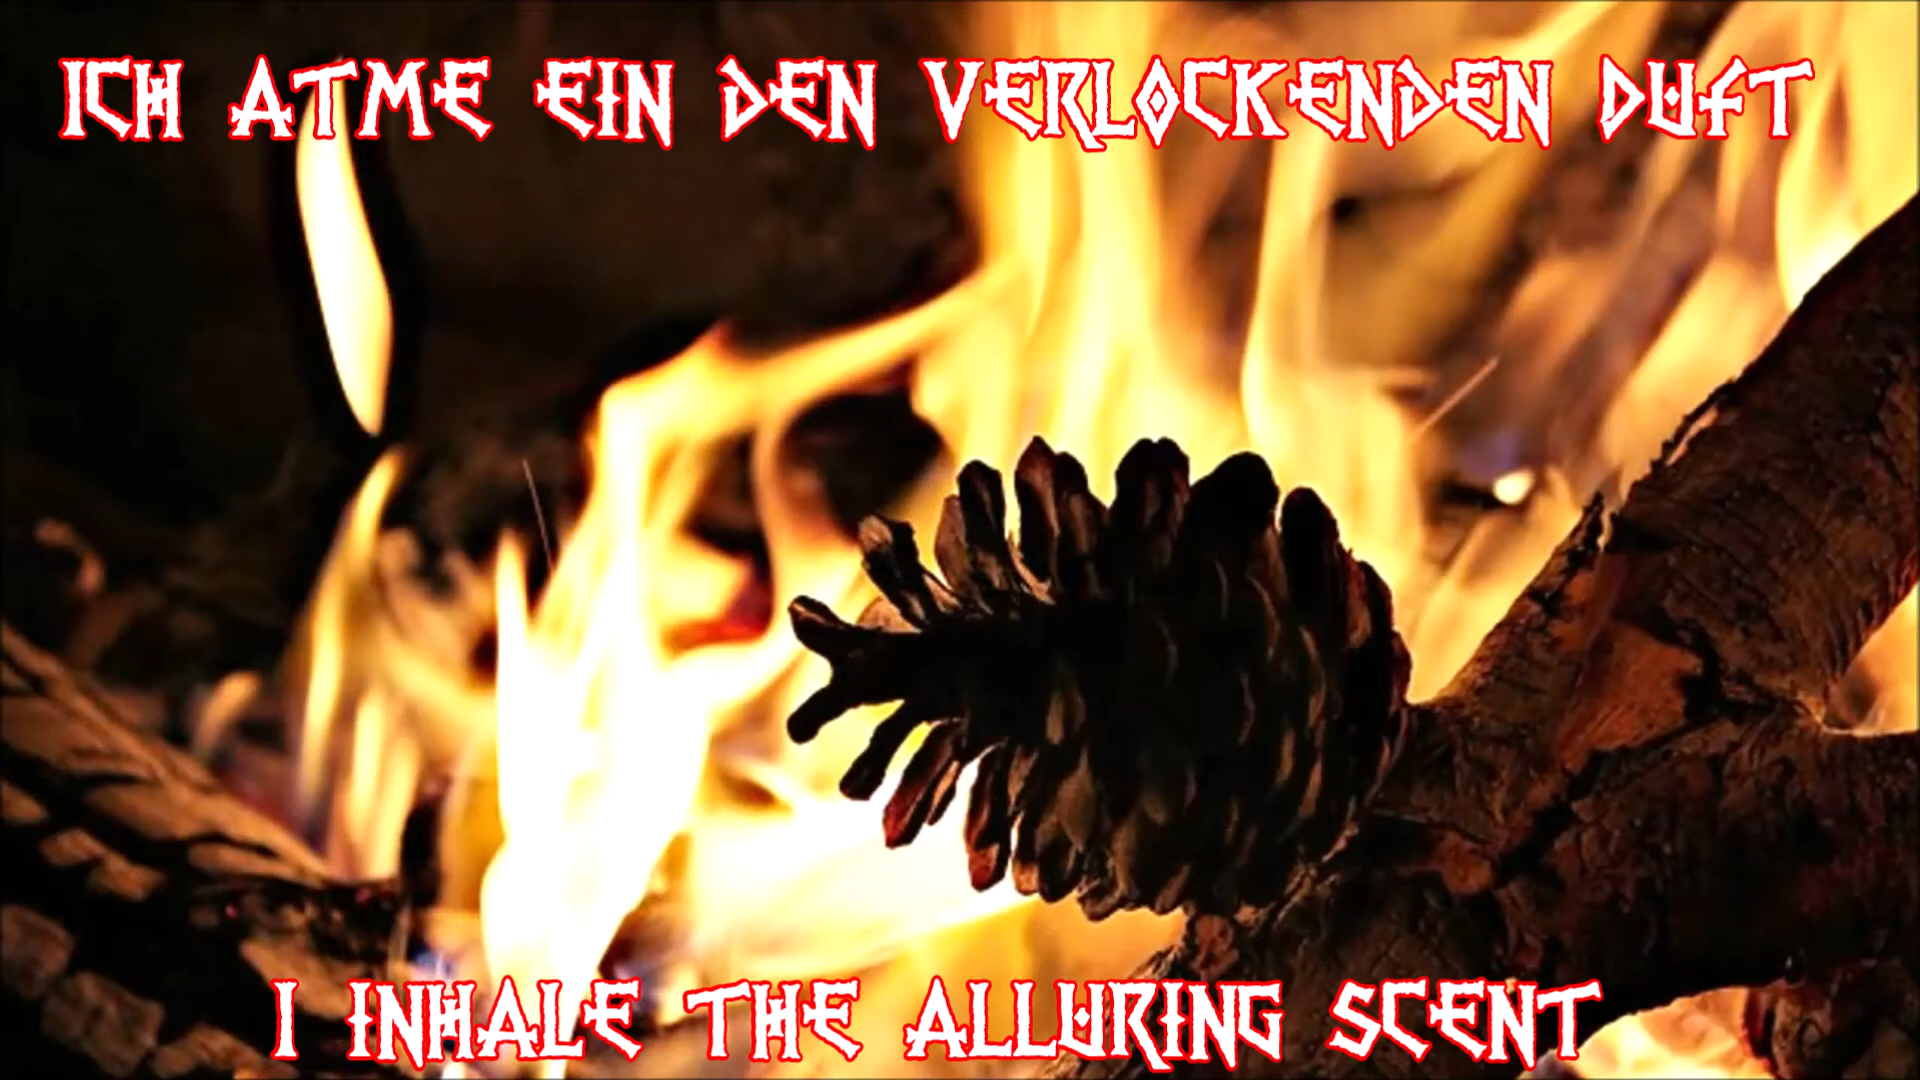 ICH ATME EIN DEN VERLOCKENDEN DUFT
I INHALE THE ALLURING SCENT